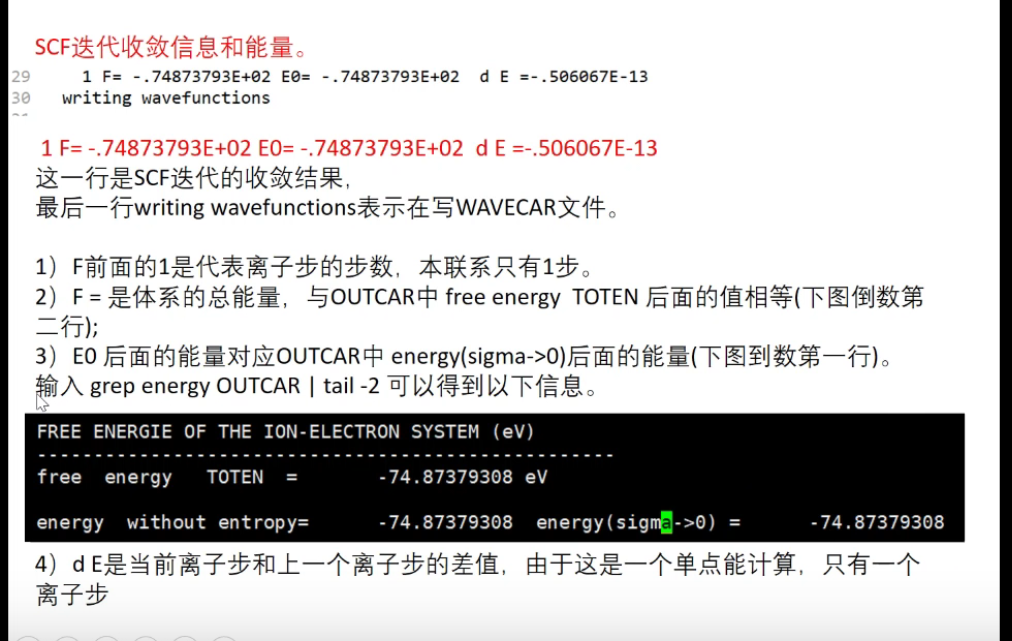 SCF迭代收敛信息和能量。
29 1 F= -.74873793E+02 E0= -.74873793E+02 d E =-.506067E-13
30 writing wavefunctions
1 F= -.74873793E+02 E0= -.74873793E+02 d E =-.506067E-13
这一行是SCF迭代的收敛结果，
最后一行writing wavefunctions表示在写WAVECAR文件。
1）F前面的1是代表离子步的步数，本联系只有1步。
2）F = 是体系的总能量，与OUTCAR中 free energy TOTEN 后面的值相等(下图倒数第
二行);
3）E0 后面的能量对应OUTCAR中 energy(sigma->0)后面的能量(下图到数第一行)。
输入 grep energy OUTCAR | tail -2 可以得到以下信息。
FREE ENERGIE OF THE ION-ELECTRON SYSTEM (eV)
---------------------------------------------------
free energy TOTEN = -74.87379308 eV
energy without entropy= -74.87379308 energy(sigma->0) = -74.87379308
4）d E是当前离子步和上一个离子步的差值，由于这是一个单点能计算，只有一个
离子步